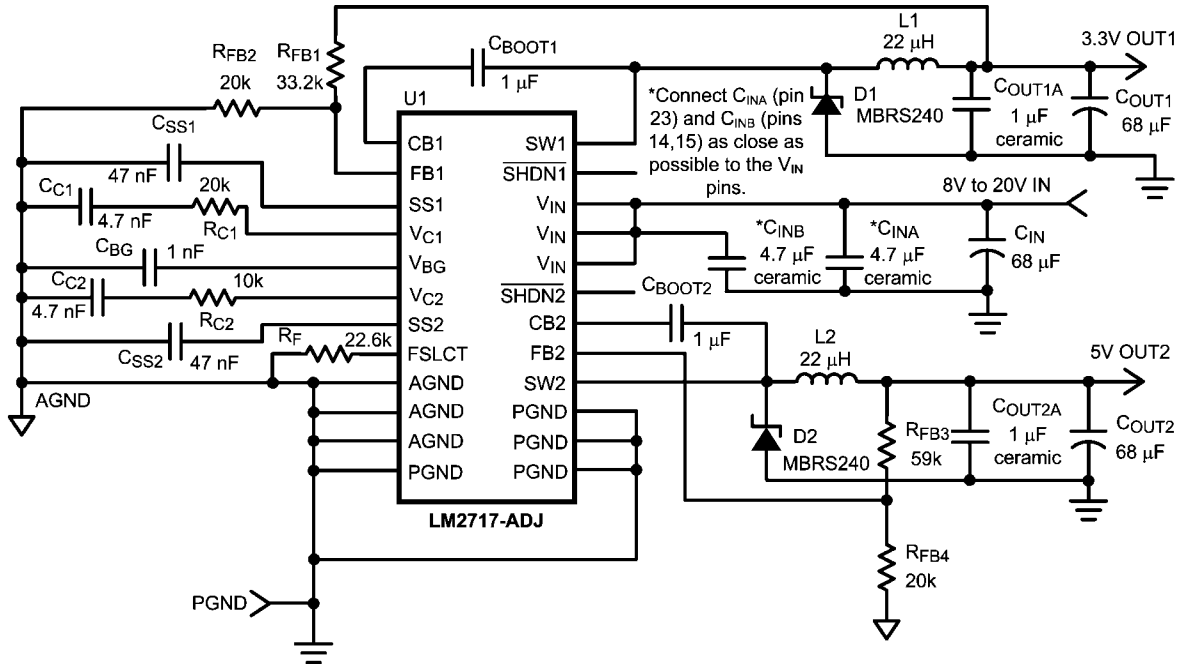 L1
22 µH
3.3V OUT1
RFB2
20k
RFB1
33.2k
CBOOT1
1 µF
U1
*Connect CINA (pin
23) and CINB (pins
14,15) as close as
possible to the VIN
pins.
D1
MBRS240
COUT1A
1 µF
ceramic
COUT1
68 µF
CSS1
47 nF
CC1
4.7 nF
20k
RC1
CBG
1 nF
CC2
4.7 nF
10k
RC2
CSS2
47 nF
RF
22.6k
AGND
CB1
FB1
SS1
VC1
VBG
VC2
SS2
FSLCT
AGND
AGND
AGND
PGND
SW1
SHDN1
VIN
VIN
VIN
SHDN2
CB2
FB2
SW2
PGND
PGND
PGND
LM2717-ADJ
8V to 20V IN
*CINB
4.7 µF
ceramic
*CINA
4.7 µF
ceramic
CIN
68 µF
CBOOT2
1 µF
L2
22 µH
5V OUT2
D2
MBRS240
RFB3
59k
COUT2A
1 µF
ceramic
COUT2
68 µF
RFB4
20k
PGND